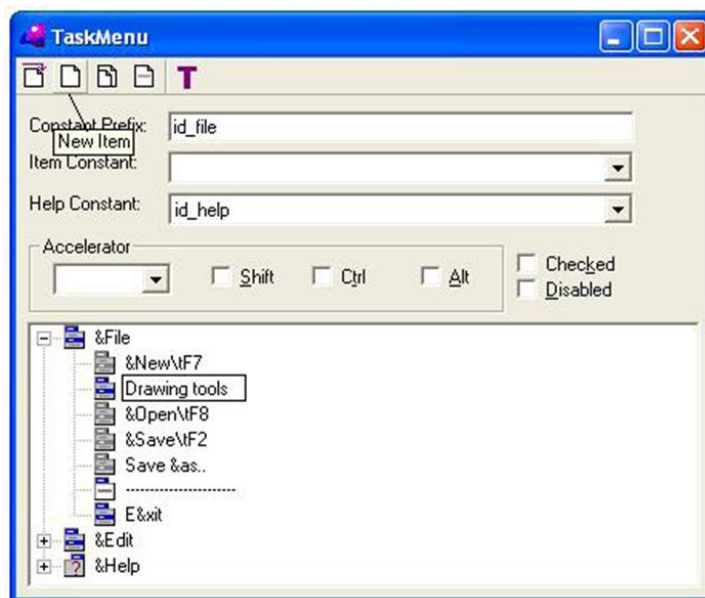 TaskMenu
T
Constant Prefix: id_file
New Item
Item Constant:
Help Constant: id_help
Accelerator
Shift Ctrl Alt
Checked
Disabled
&File
&New\tF7
Drawing tools
&Open\tF8
&Save\tF2
Save &as..
----------------------
E&xit
&Edit
&Help